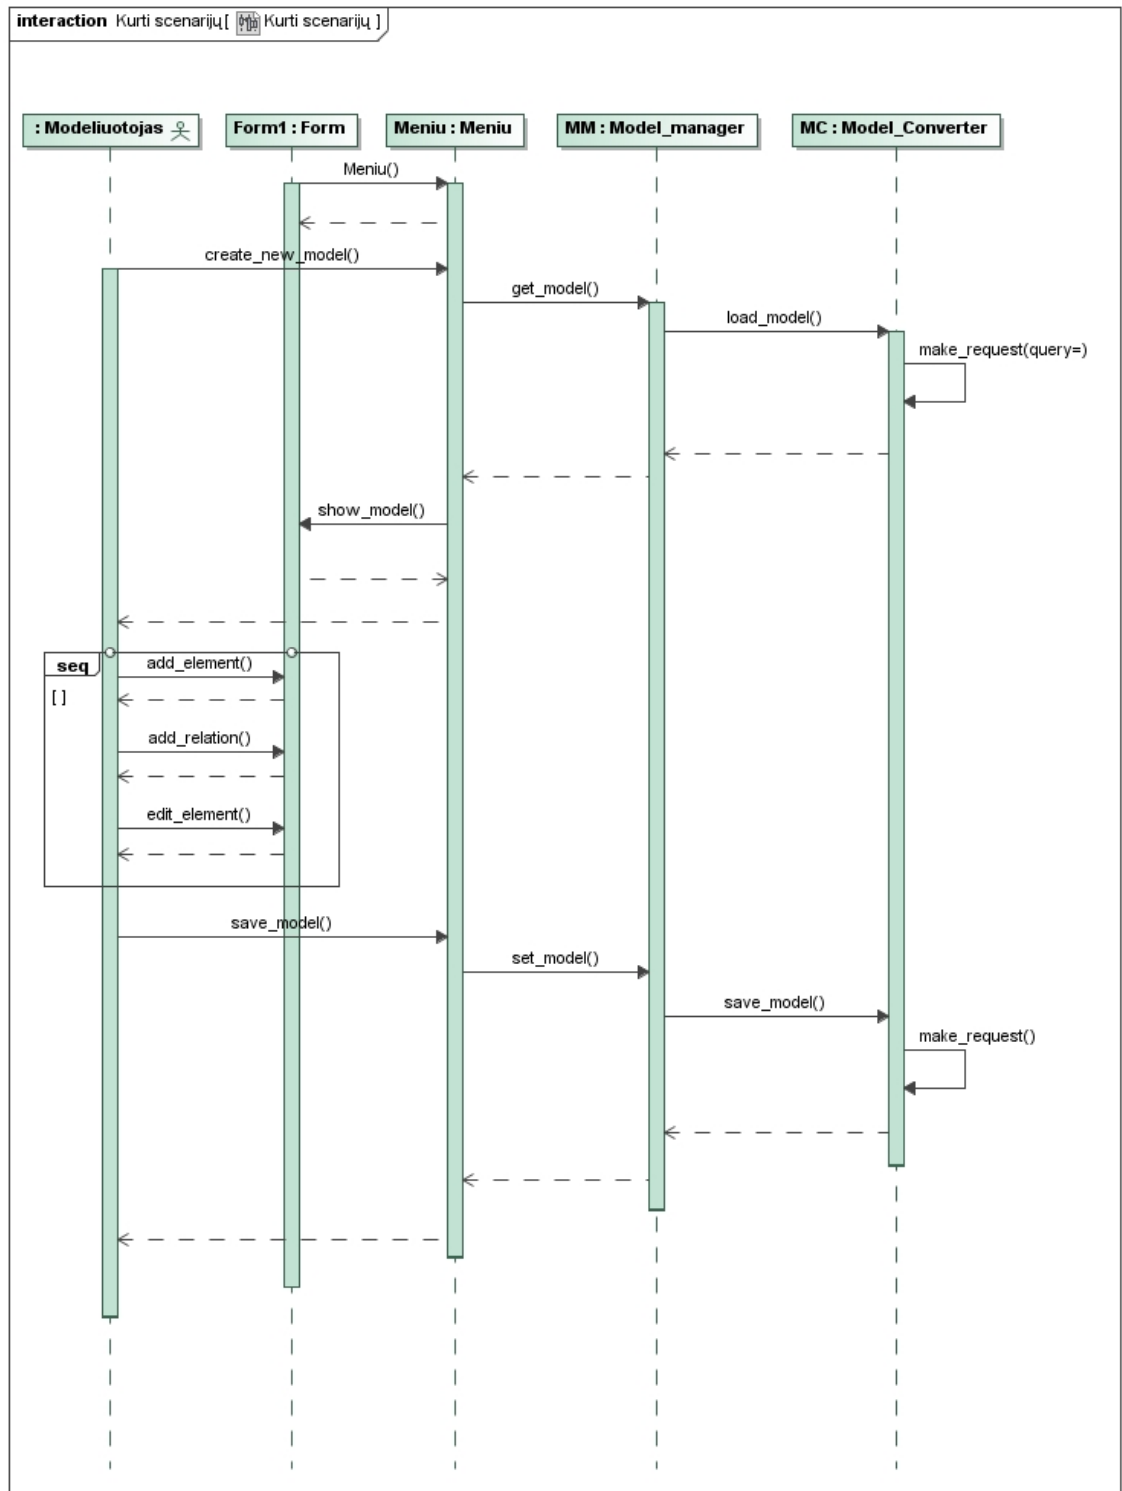 interaction Kurti scenarijų[ Kurti scenarijų ]
: Modeliuotojas
Form1 : Form
Meniu : Meniu
MM : Model_manager
MC : Model_Converter
Meniu()
create_new_model()
get_model()
load_model()
make_request(query=)
show_model()
seq
add_element()
[ ]
add_relation()
edit_element()
save_model()
set_model()
save_model()
make_request()